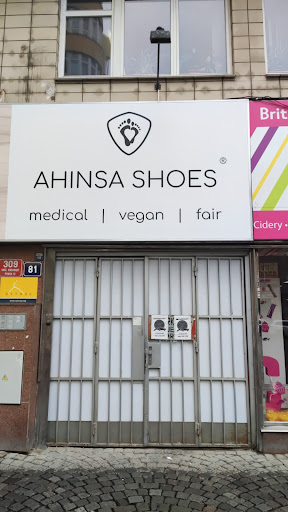 AHINSA SHOES
®
medical | vegan | fair
Brit
Cidery •
309
81